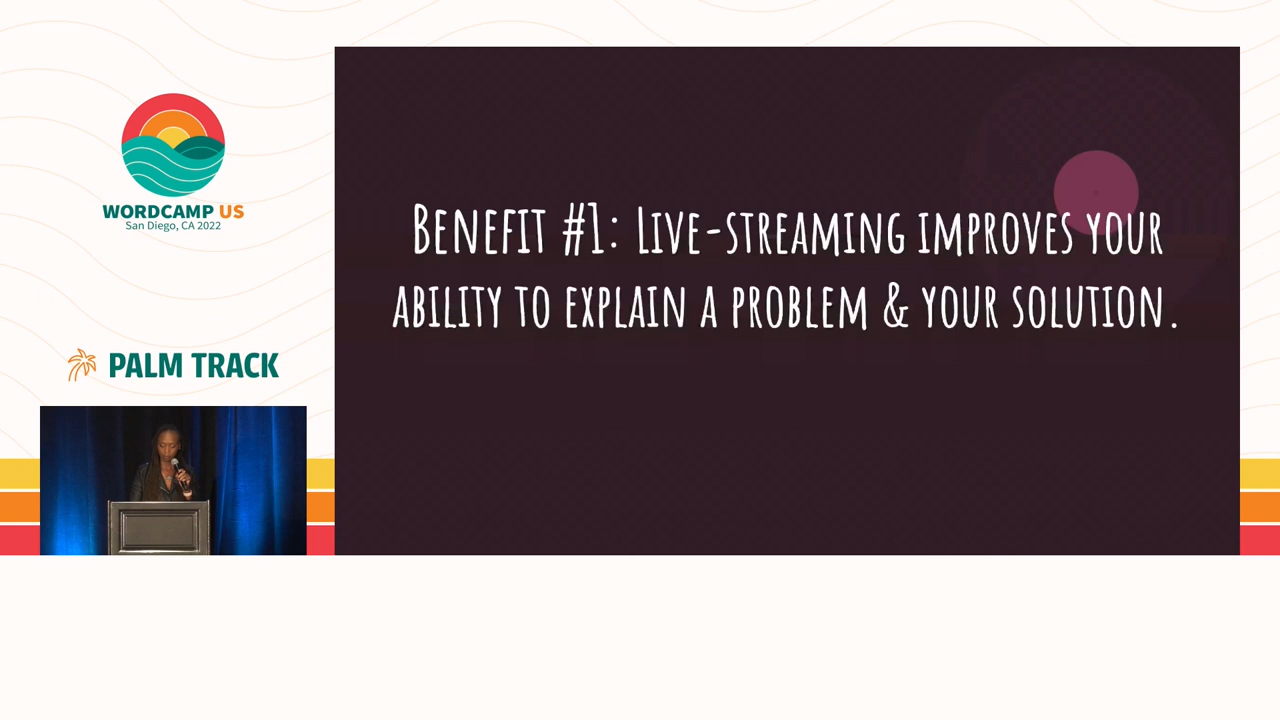 WORDCAMP US
San Diego, CA 2022
PALM TRACK
Benefit #1: Live-streaming improves your
ability to explain a problem & your solution.